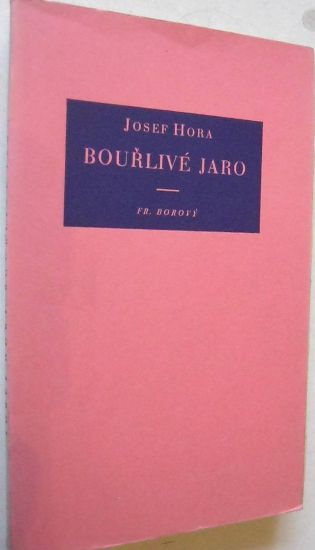 JOSEF HORA
BOUŘLIVÉ JARO
FR. BOROVÝ